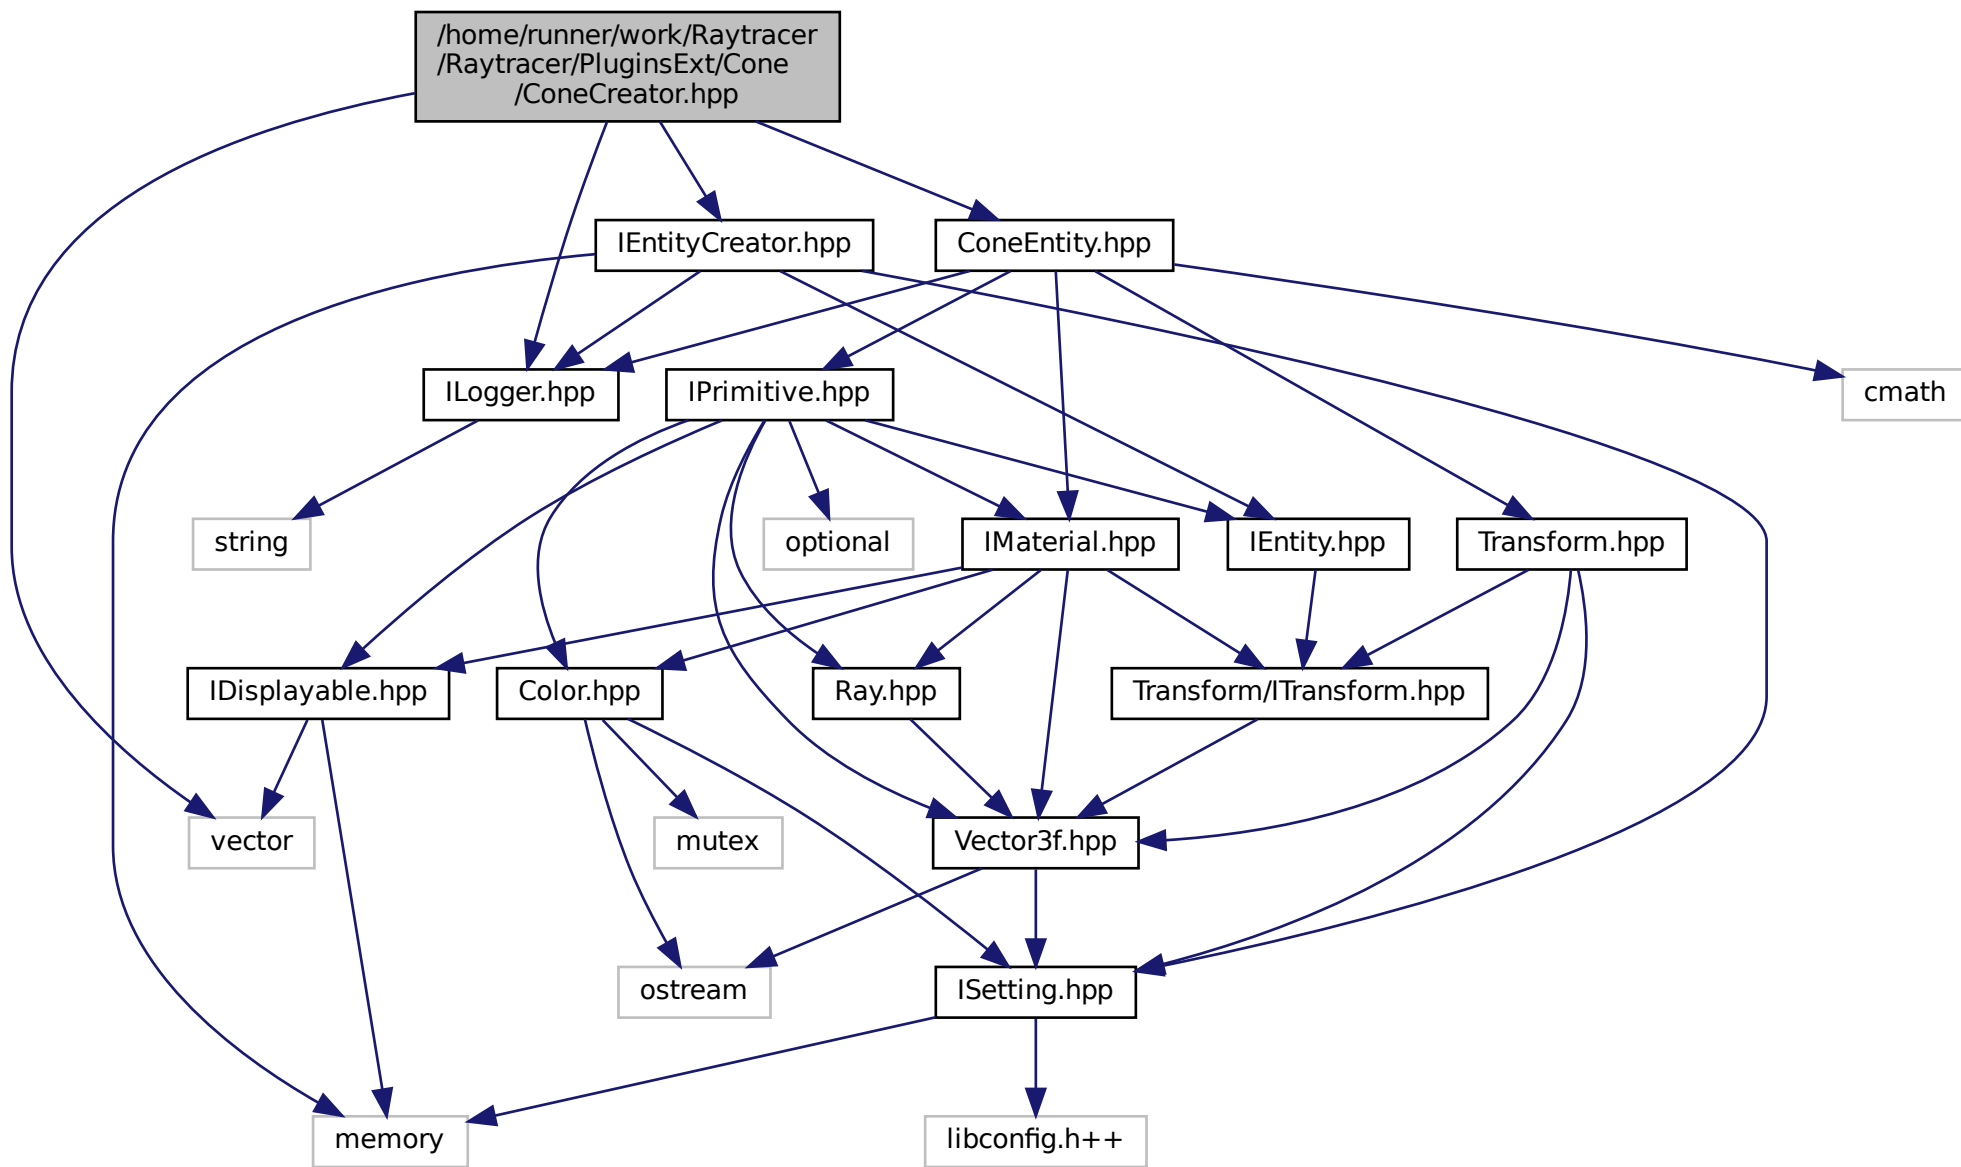 /home/runner/work/Raytracer
/Raytracer/PluginsExt/Cone
/ConeCreator.hpp
IEntityCreator.hpp
ConeEntity.hpp
ILogger.hpp
IPrimitive.hpp
cmath
string
optional
IMaterial.hpp
IEntity.hpp
Transform.hpp
IDisplayable.hpp
Color.hpp
Ray.hpp
Transform/ITransform.hpp
vector
mutex
Vector3f.hpp
ostream
ISetting.hpp
memory
libconfig.h++